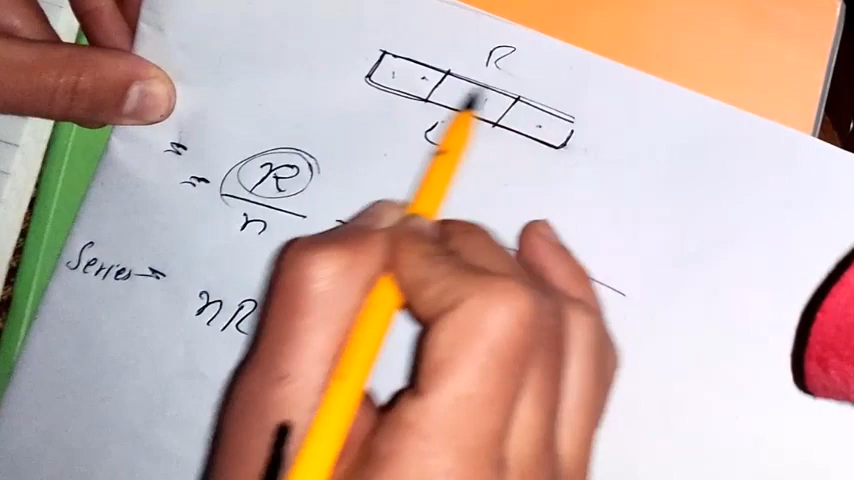 R
L
=
= R
n
Series →
nR